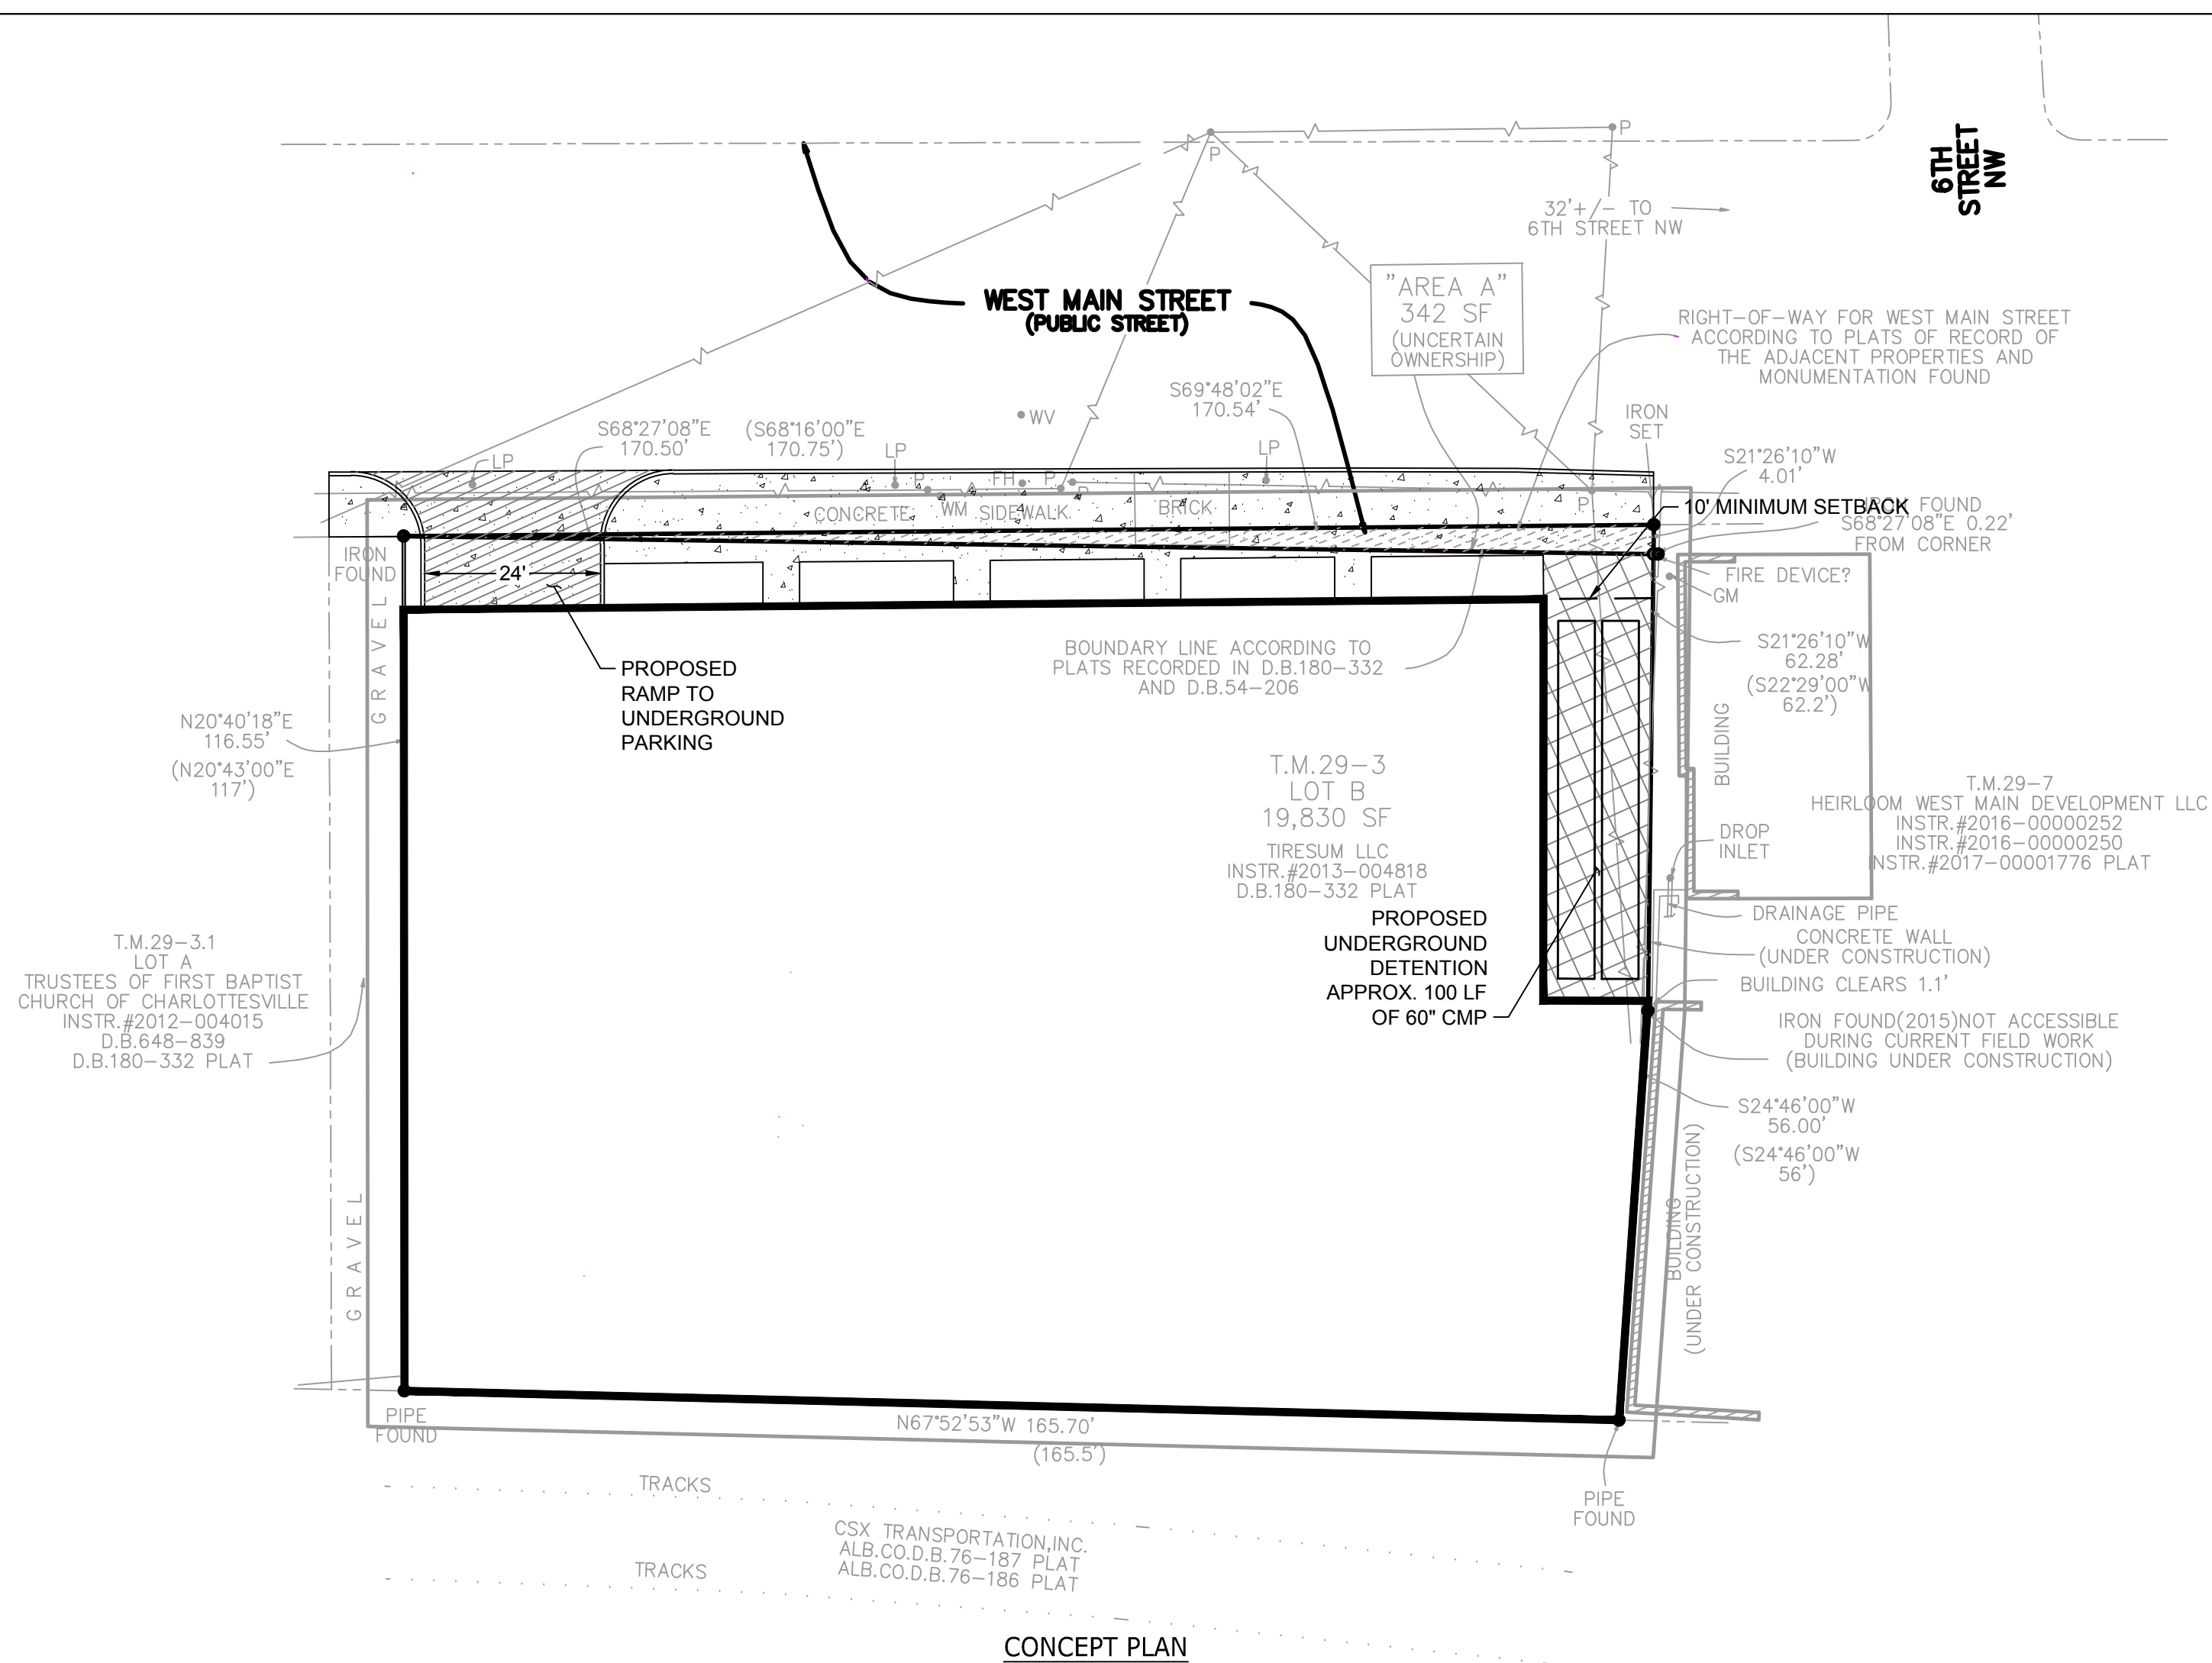 6TH
STREET
NW
P
P
32'+/- TO
6TH STREET NW
"AREA A"
342 SF
(UNCERTAIN
OWNERSHIP)
WEST MAIN STREET
(PUBLIC STREET)
RIGHT-OF-WAY FOR WEST MAIN STREET
ACCORDING TO PLATS OF RECORD OF
THE ADJACENT PROPERTIES AND
MONUMENTATION FOUND
S69°48'02"E
170.54'
IRON
SET
WV
S68°27'08"E
170.50'
(S68°16'00"E
170.75')
LP
LP
LP
S21°26'10"W
4.01'
P
FH
P
P
P
WM
CONCRETE
SIDEWALK
BRICK
10' MINIMUM SETBACK
IRON FOUND
S68°27'08"E 0.22'
FROM CORNER
IRON
FOUND
24'
FIRE DEVICE?
GM
GRAVEL
PROPOSED
RAMP TO
UNDERGROUND
PARKING
BOUNDARY LINE ACCORDING TO
PLATS RECORDED IN D.B.180-332
AND D.B.54-206
S21°26'10"W
62.28'
(S22°29'00"W
62.2')
N20°40'18"E
116.55'
(N20°43'00"E
117')
BUILDING
T.M.29-3
LOT B
19,830 SF
TIRESUM LLC
INSTR.#2013-004818
D.B.180-332 PLAT
T.M.29-7
HEIRLOOM WEST MAIN DEVELOPMENT LLC
INSTR.#2016-00000252
INSTR.#2016-00000250
INSTR.#2017-00001776 PLAT
DROP
INLET
PROPOSED
UNDERGROUND
DETENTION
APPROX. 100 LF
OF 60" CMP
DRAINAGE PIPE
CONCRETE WALL
(UNDER CONSTRUCTION)
BUILDING CLEARS 1.1'
T.M.29-3.1
LOT A
TRUSTEES OF FIRST BAPTIST
CHURCH OF CHARLOTTESVILLE
INSTR.#2012-004015
D.B.648-839
D.B.180-332 PLAT
IRON FOUND(2015)NOT ACCESSIBLE
DURING CURRENT FIELD WORK
(BUILDING UNDER CONSTRUCTION)
S24°46'00"W
56.00'
(S24°46'00"W
56')
BUILDING
(UNDER CONSTRUCTION)
GRAVEL
PIPE
FOUND
N67°52'53"W 165.70'
(165.5')
PIPE
FOUND
TRACKS
CSX TRANSPORTATION,INC.
ALB.CO.D.B.76-187 PLAT
ALB.CO.D.B.76-186 PLAT
TRACKS
CONCEPT PLAN